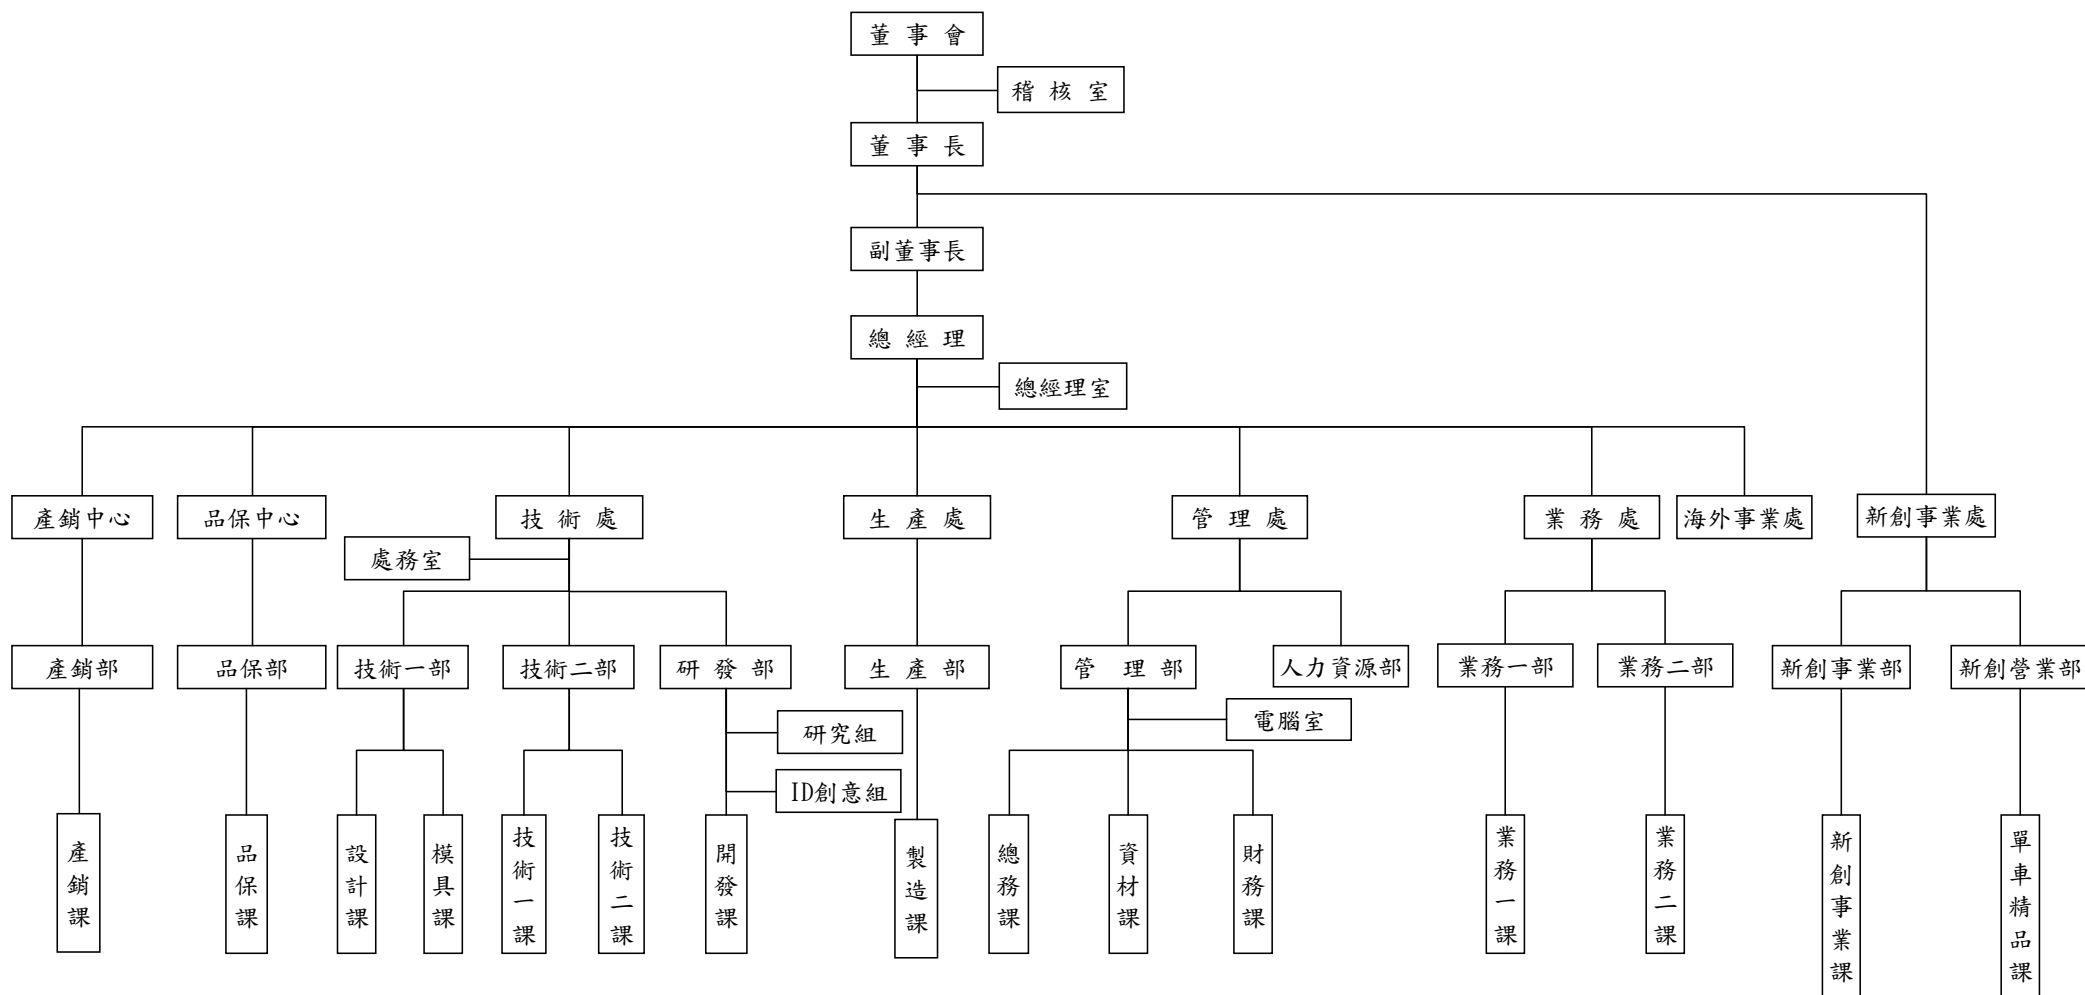 董事會
稽核室
董事長
副董事長
總經理
總經理室
產銷中心
品保中心
技術處
生產處
管理處
業務處
海外事業處
新創事業處
處務室
產銷部
品保部
技術一部
技術二部
研發部
生產部
管理部
人力資源部
業務一部
業務二部
新創事業部
新創營業部
研究組
電腦室
ID創意組
產銷課
品保課
設計課
模具課
技術一課
技術二課
開發課
製造課
總務課
資材課
財務課
業務一課
業務二課
新創事業課
單車精品課